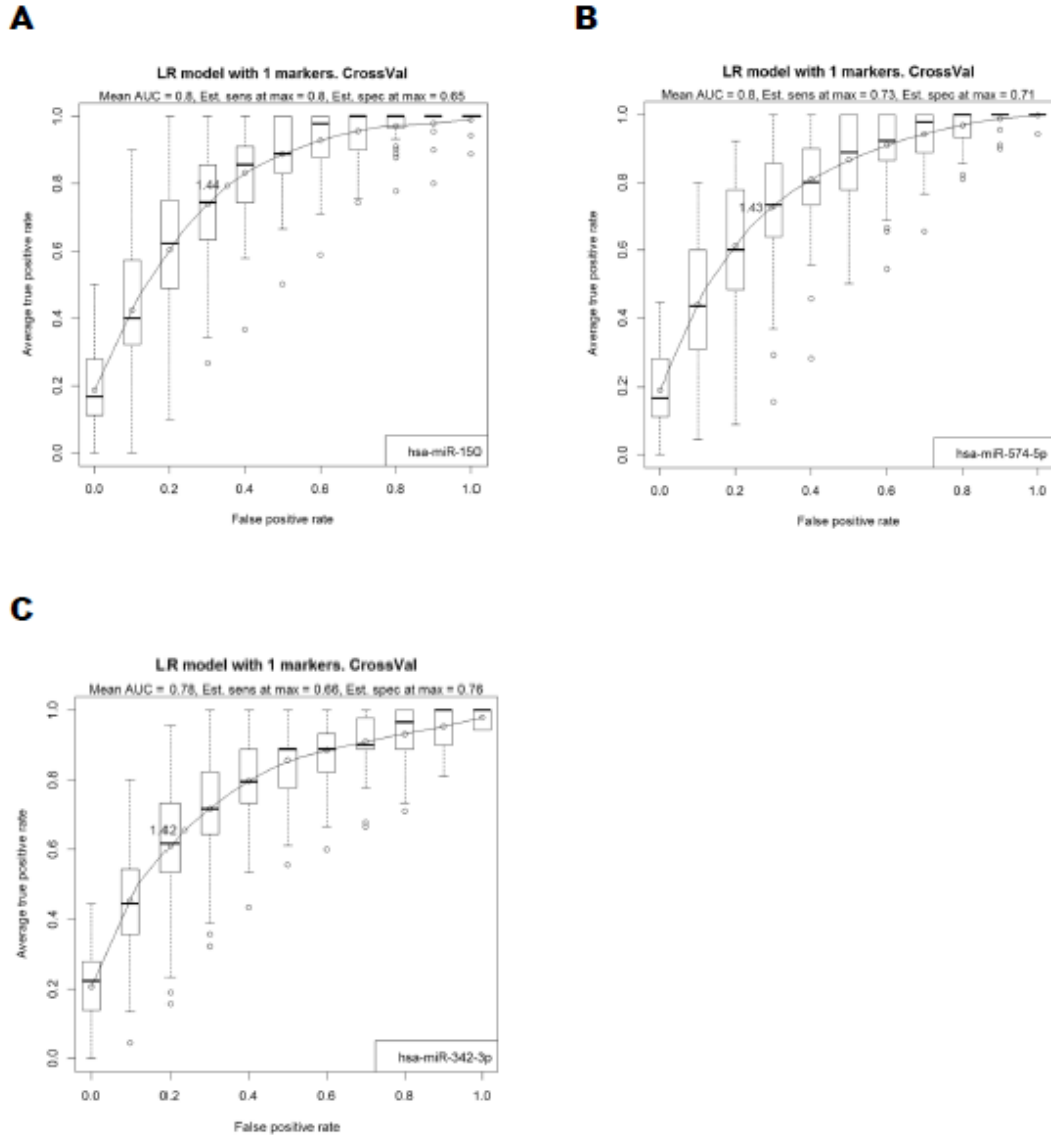 A
LR model with 1 markers. CrossVal
Mean AUC = 0.8, Est. sens at max = 0.8, Est. spec at max = 0.65
Average true positive rate
1.0
0.8
0.6
0.4
0.2
0.0
1.44
hsa-miR-150
0.0 0.2 0.4 0.6 0.8 1.0
False positive rate
B
LR model with 1 markers. CrossVal
Mean AUC = 0.8, Est. sens at max = 0.73, Est. spec at max = 0.71
Average true positive rate
1.0
0.8
0.6
0.4
0.2
0.0
1.43
hsa-miR-574-5p
0.0 0.2 0.4 0.6 0.8 1.0
False positive rate
C
LR model with 1 markers. CrossVal
Mean AUC = 0.78, Est. sens at max = 0.66, Est. spec at max = 0.76
Average true positive rate
1.0
0.8
0.6
0.4
0.2
0.0
1.42
hsa-miR-342-3p
0.0 0.2 0.4 0.6 0.8 1.0
False positive rate